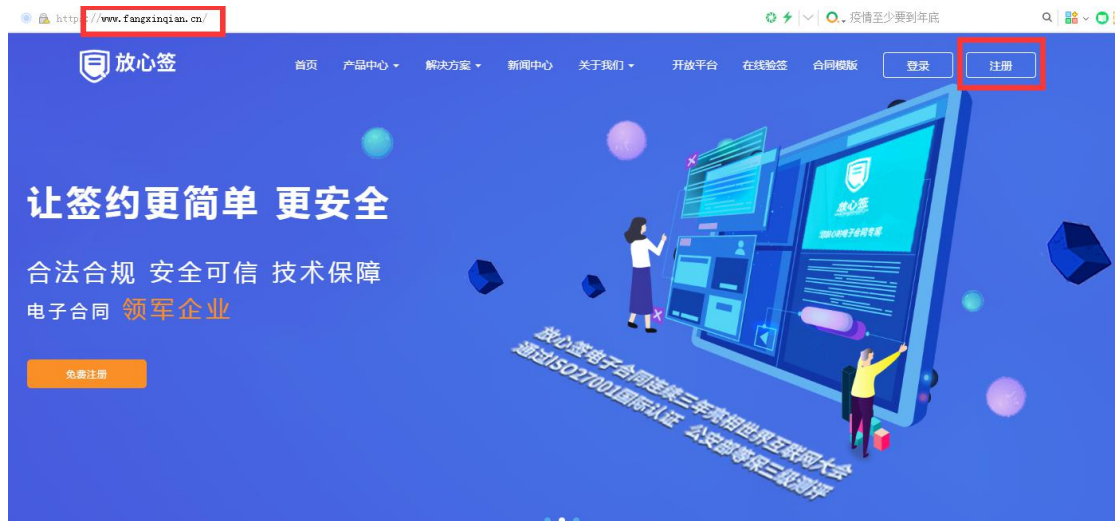 https://www.fangxinqian.cn/
疫情至少要到年底
放心签
首页 产品中心 解决方案 新闻中心 关于我们 开放平台 在线验签 合同模版 登录 注册
让签约更简单 更安全
合法合规 安全可信 技术保障
电子合同 领军企业
免费注册
放心签
放心签电子合同连续三年亮相世界互联网大会
通过ISO27001国际认证 公安部等保三级测评